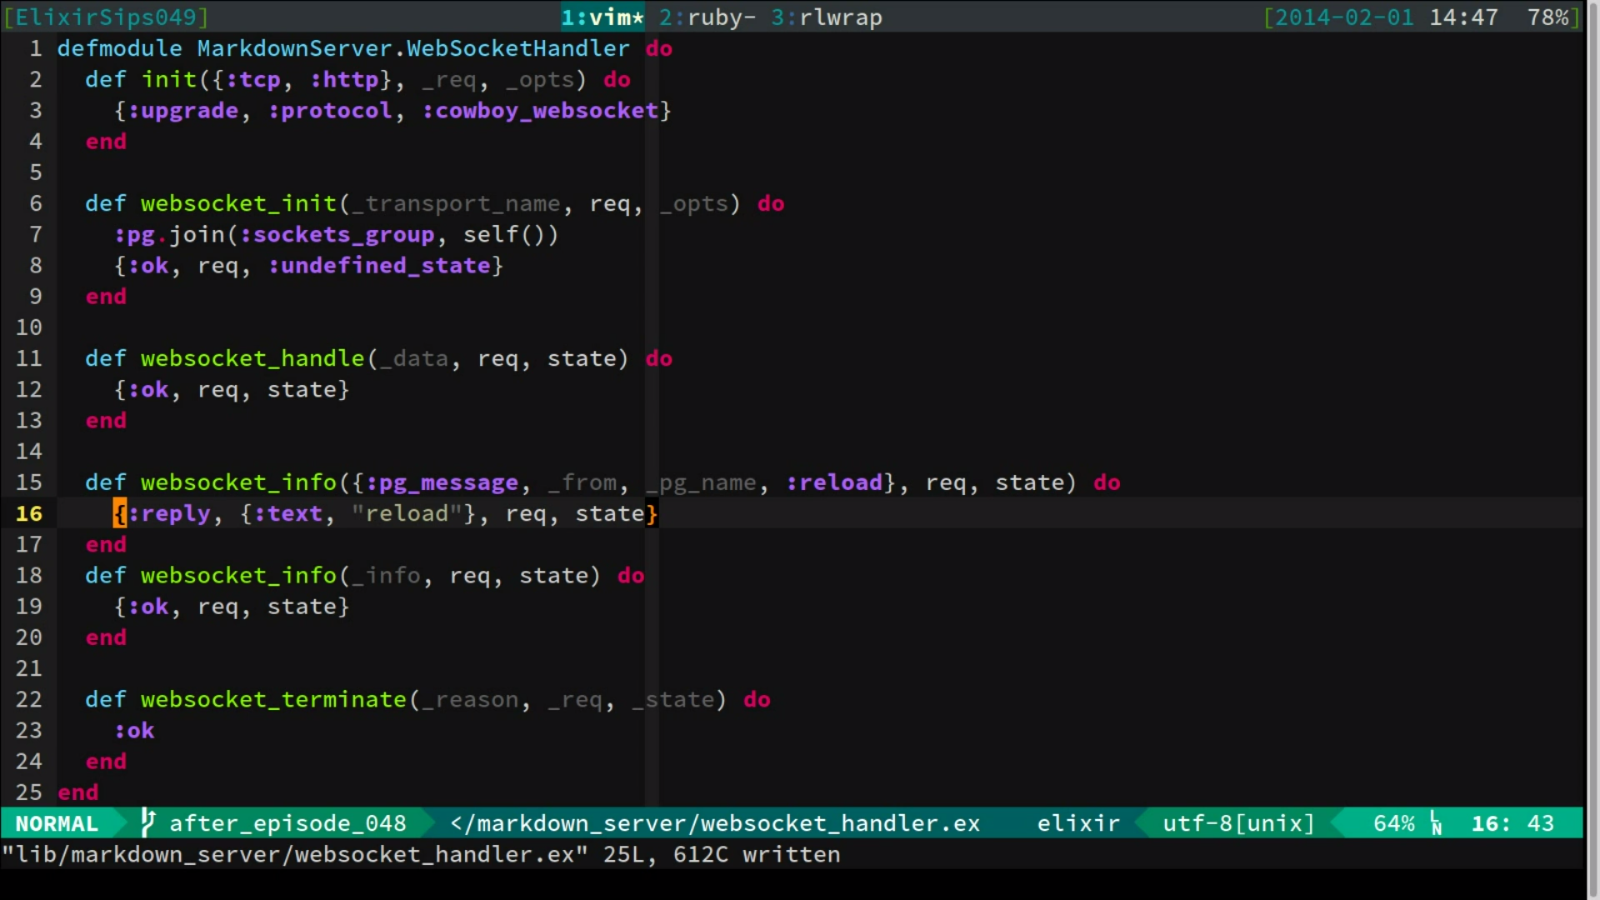 [ElixirSips049] 1:vim* 2:ruby- 3:rlwrap [2014-02-01 14:47 78%]
1 defmodule MarkdownServer.WebSocketHandler do
2   def init({:tcp, :http}, _req, _opts) do
3     {:upgrade, :protocol, :cowboy_websocket}
4   end
5
6   def websocket_init(_transport_name, req, _opts) do
7     :pg.join(:sockets_group, self())
8     {:ok, req, :undefined_state}
9   end
10
11   def websocket_handle(_data, req, state) do
12     {:ok, req, state}
13   end
14
15   def websocket_info({:pg_message, _from, _pg_name, :reload}, req, state) do
16     {:reply, {:text, "reload"}, req, state}
17   end
18   def websocket_info(_info, req, state) do
19     {:ok, req, state}
20   end
21
22   def websocket_terminate(_reason, _req, _state) do
23     :ok
24   end
25 end
NORMAL after_episode_048 </markdown_server/websocket_handler.ex elixir utf-8[unix] 64% LN 16: 43
"lib/markdown_server/websocket_handler.ex" 25L, 612C written